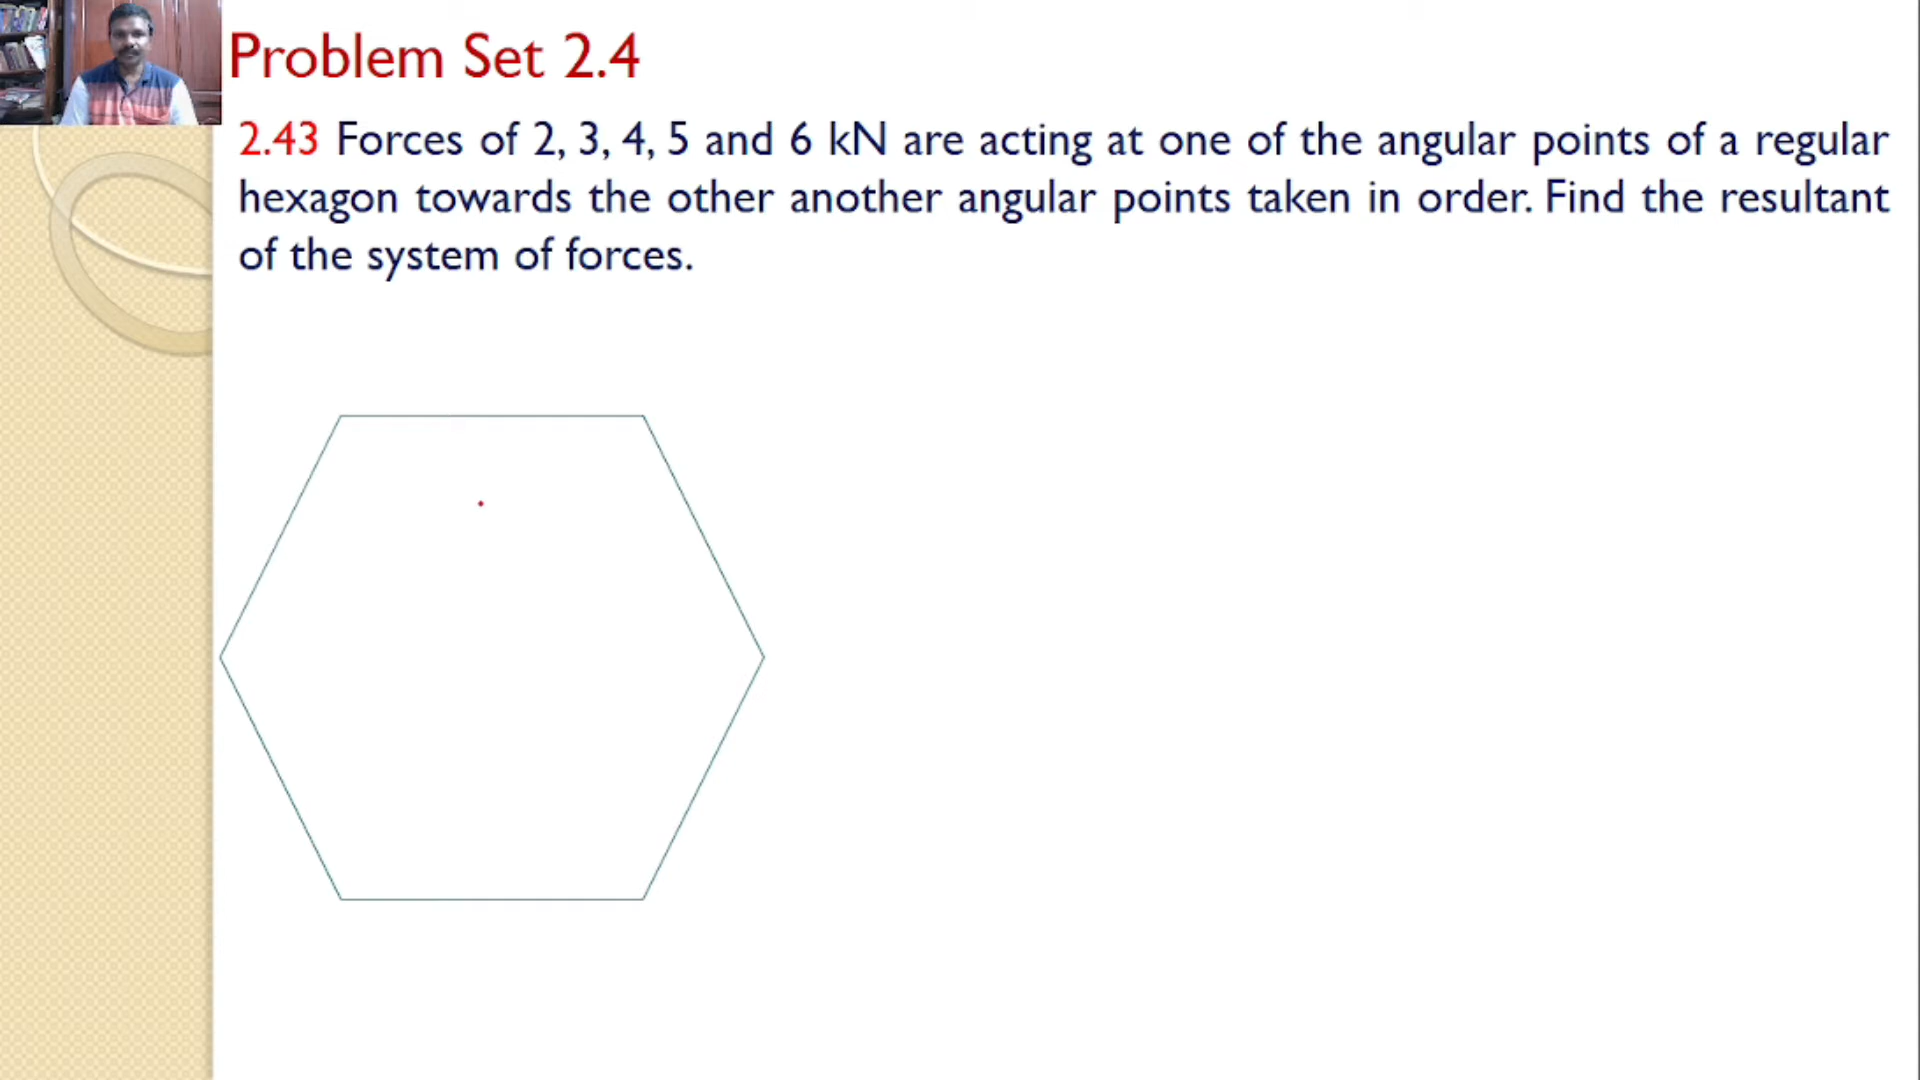 Problem Set 2.4
2.43 Forces of 2, 3, 4, 5 and 6 kN are acting at one of the angular points of a regular
hexagon towards the other another angular points taken in order. Find the resultant
of the system of forces.